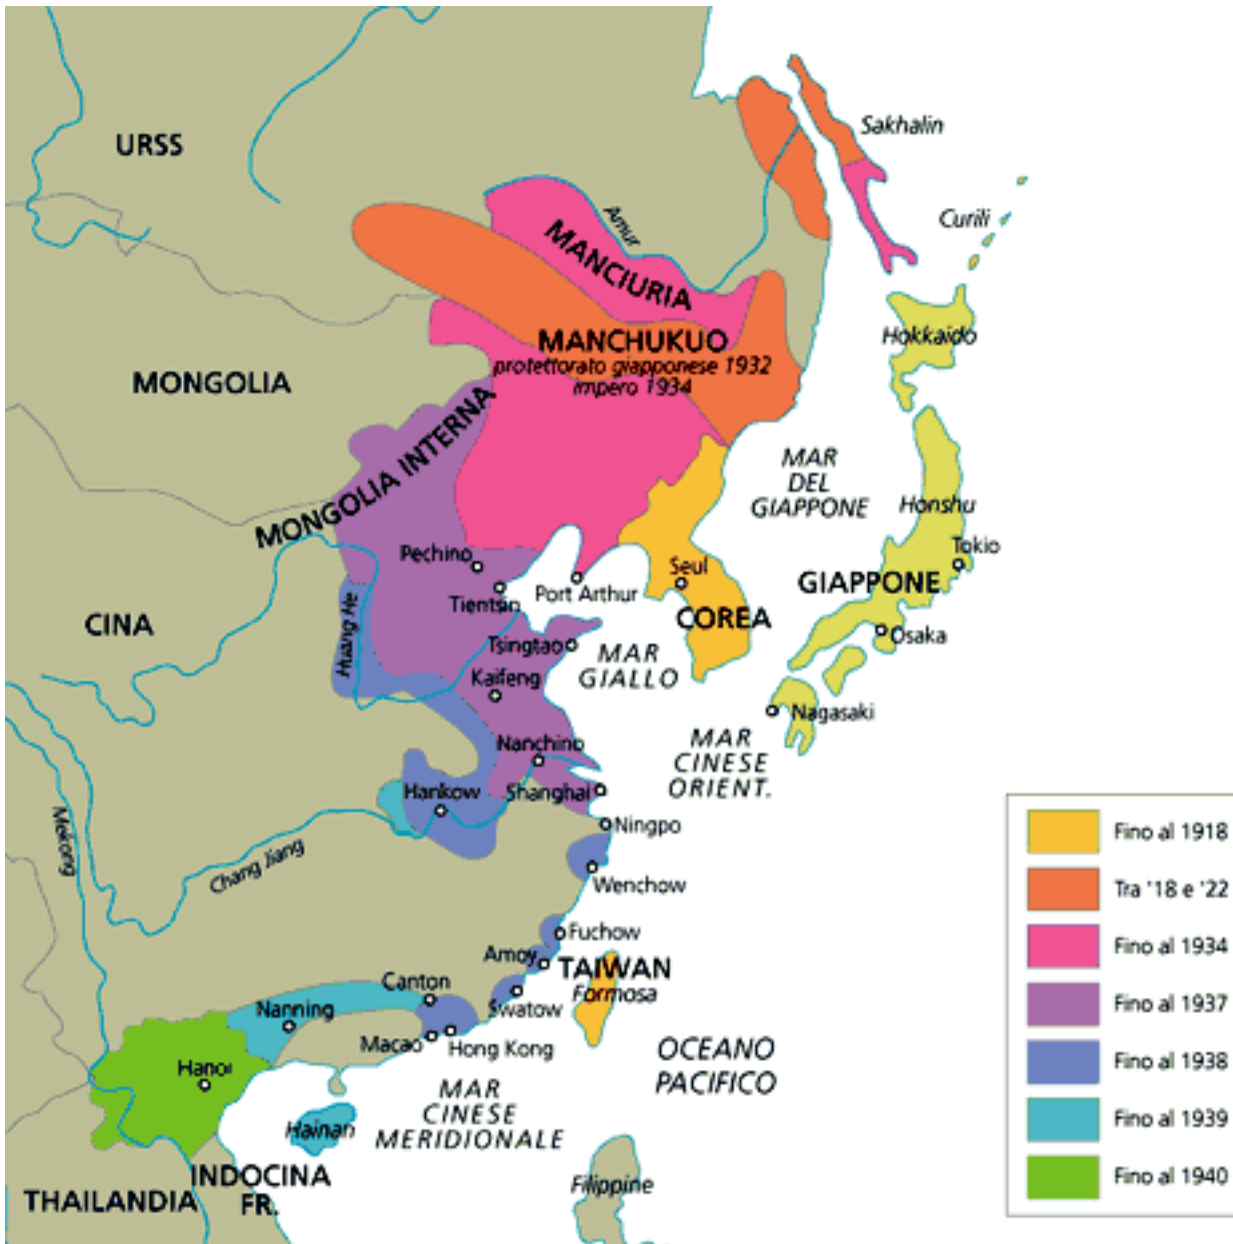 URSS
Sakhalin
Curili
Amur
MANCIURIA
Hokkaido
MANCHUKUO
protettorato giapponese 1932
impero 1934
MONGOLIA
MONGOLIA INTERNA
MAR
DEL
GIAPPONE
Honshu
Tokio
Pechino
Seul
GIAPPONE
Tientsin
Port Arthur
COREA
CINA
Huang He
Osaka
Tsingtao
MAR
GIALLO
Kaifeng
Nagasaki
Nanchino
MAR
CINESE
ORIENT.
Hankow
Shanghai
Ningpo
Mekong
Chang Jiang
Wenchow
Fuchow
Amoy
TAIWAN
Formosa
Canton
Swatow
Nanning
Macao
Hong Kong
OCEANO
PACIFICO
Hanoi
MAR
CINESE
MERIDIONALE
Hainan
INDOCINA
FR.
THAILANDIA
Filippine
Fino al 1918
Tra '18 e '22
Fino al 1934
Fino al 1937
Fino al 1938
Fino al 1939
Fino al 1940